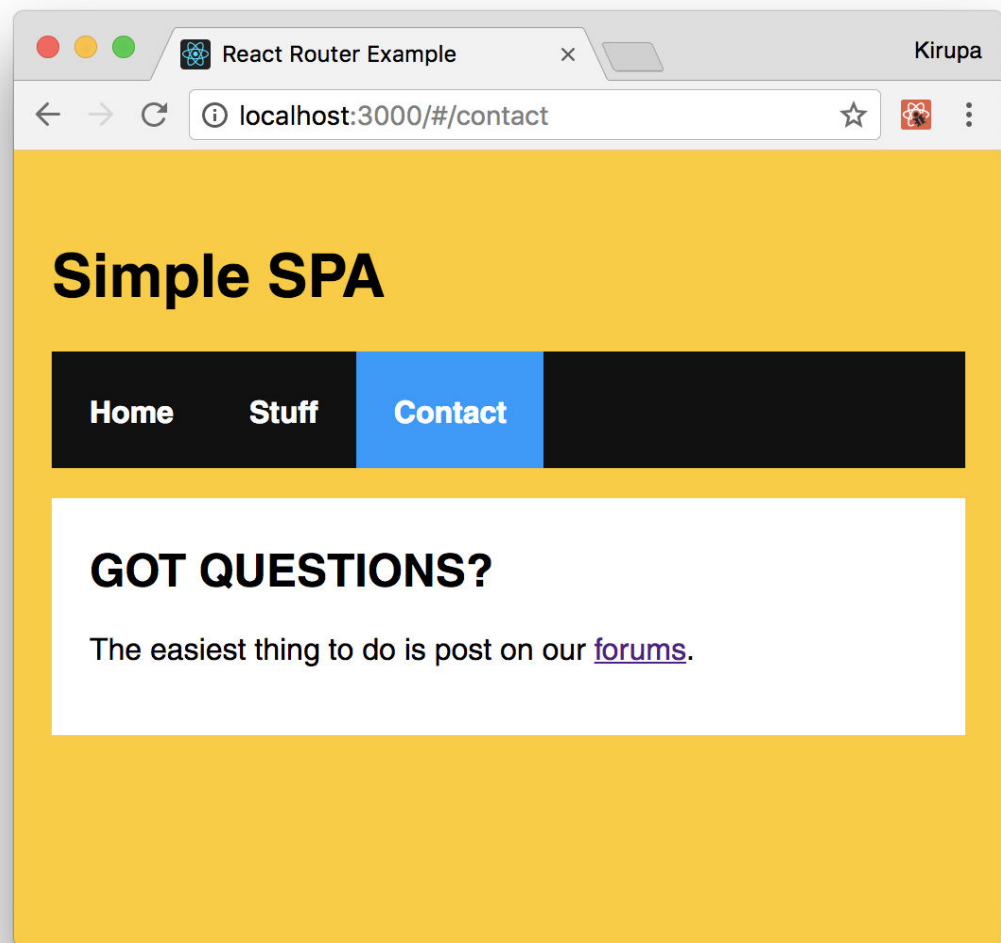 React Router Example
Kirupa
localhost:3000/#/contact
Simple SPA
Home Stuff Contact
GOT QUESTIONS?
The easiest thing to do is post on our forums.